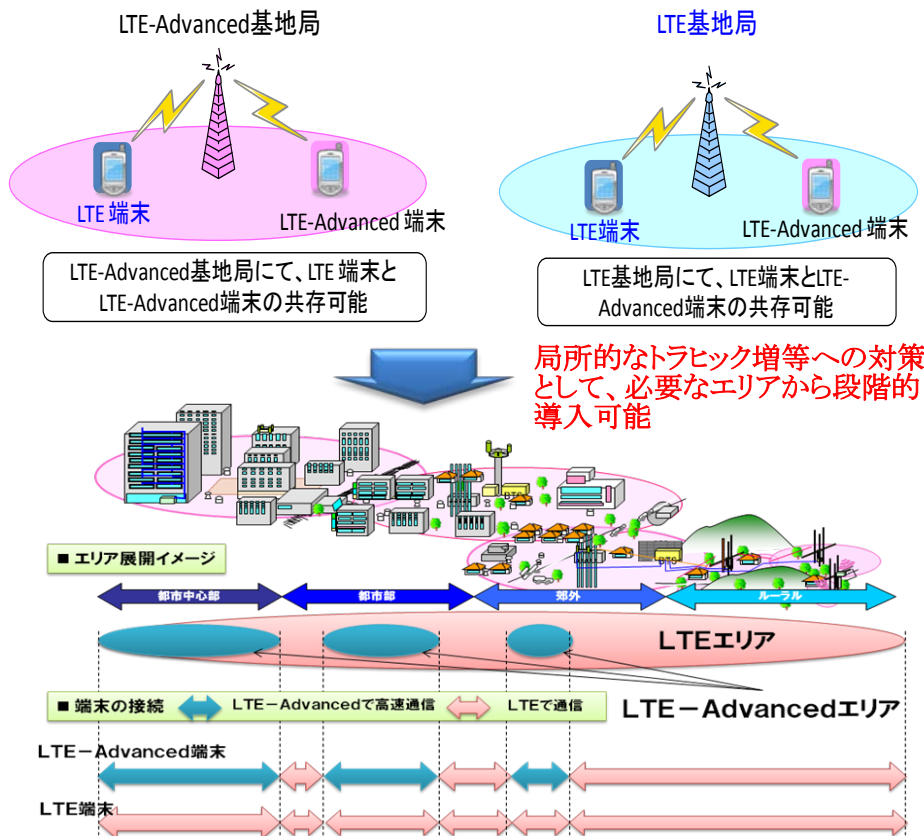 LTE-Advanced基地局
LTE基地局
LTE 端末
LTE-Advanced 端末
LTE端末
LTE-Advanced 端末
LTE-Advanced基地局にて、LTE 端末と
LTE-Advanced端末の共存可能
LTE基地局にて、LTE端末とLTE-
Advanced端末の共存可能
局所的なトラヒック増等への対策
として、必要なエリアから段階的
導入可能
■ エリア展開イメージ
都市中心部
都市部
郊外
ルーラル
LTEエリア
■ 端末の接続
LTE－Advancedで高速通信
LTEで通信
LTE－Advancedエリア
LTE－Advanced端末
LTE端末